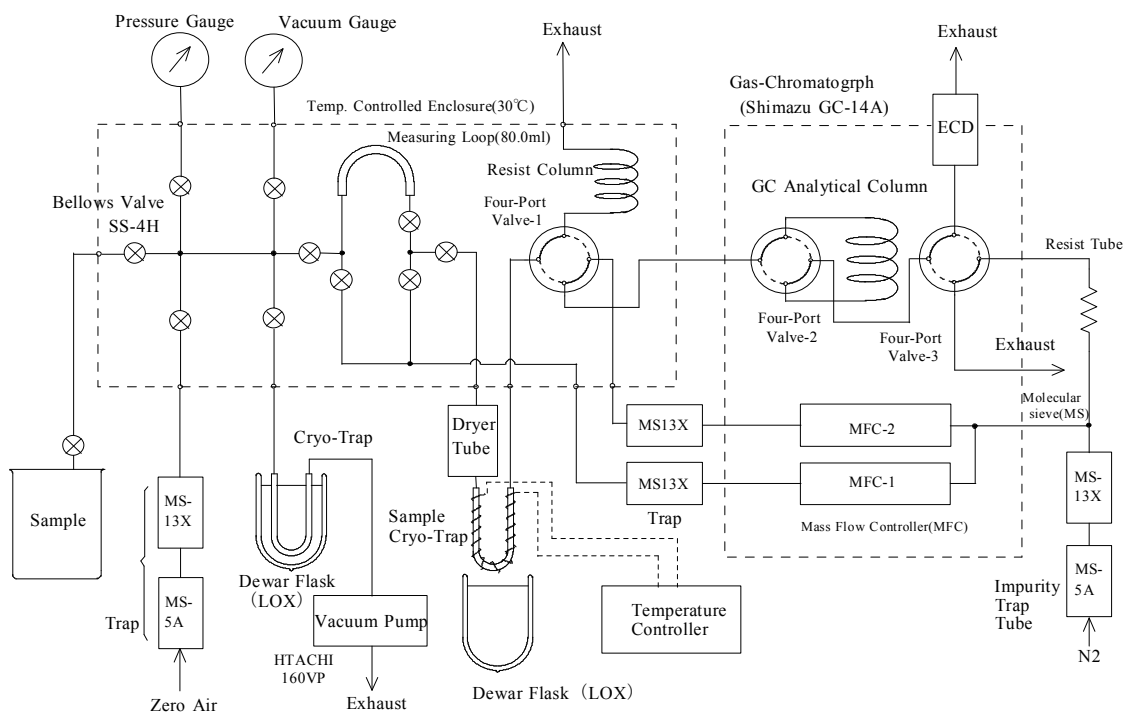 Pressure Gauge
Vacuum Gauge
Exhaust
Exhaust
Gas-Chromatogrph
(Shimazu GC-14A)
Temp. Controlled Enclosure(30℃)
Measuring Loop(80.0ml)
ECD
Resist Column
GC Analytical Column
Bellows Valve
SS-4H
Four-Port
Valve-1
Resist Tube
Four-Port
Valve-2
Four-Port
Valve-3
Exhaust
Molecular
sieve(MS)
Dryer
Tube
MS13X
MFC-2
Cryo-Trap
MS13X
MFC-1
MS-
13X
MS-
13X
Sample
Sample
Cryo-Trap
Trap
Mass Flow Controller(MFC)
Dewar Flask
(LOX)
MS-
5A
Trap
MS-
5A
Impurity
Trap
Tube
Vacuum Pump
Temperature
Controller
HTACHI
160VP
N2
Zero Air
Exhaust
Dewar Flask (LOX)